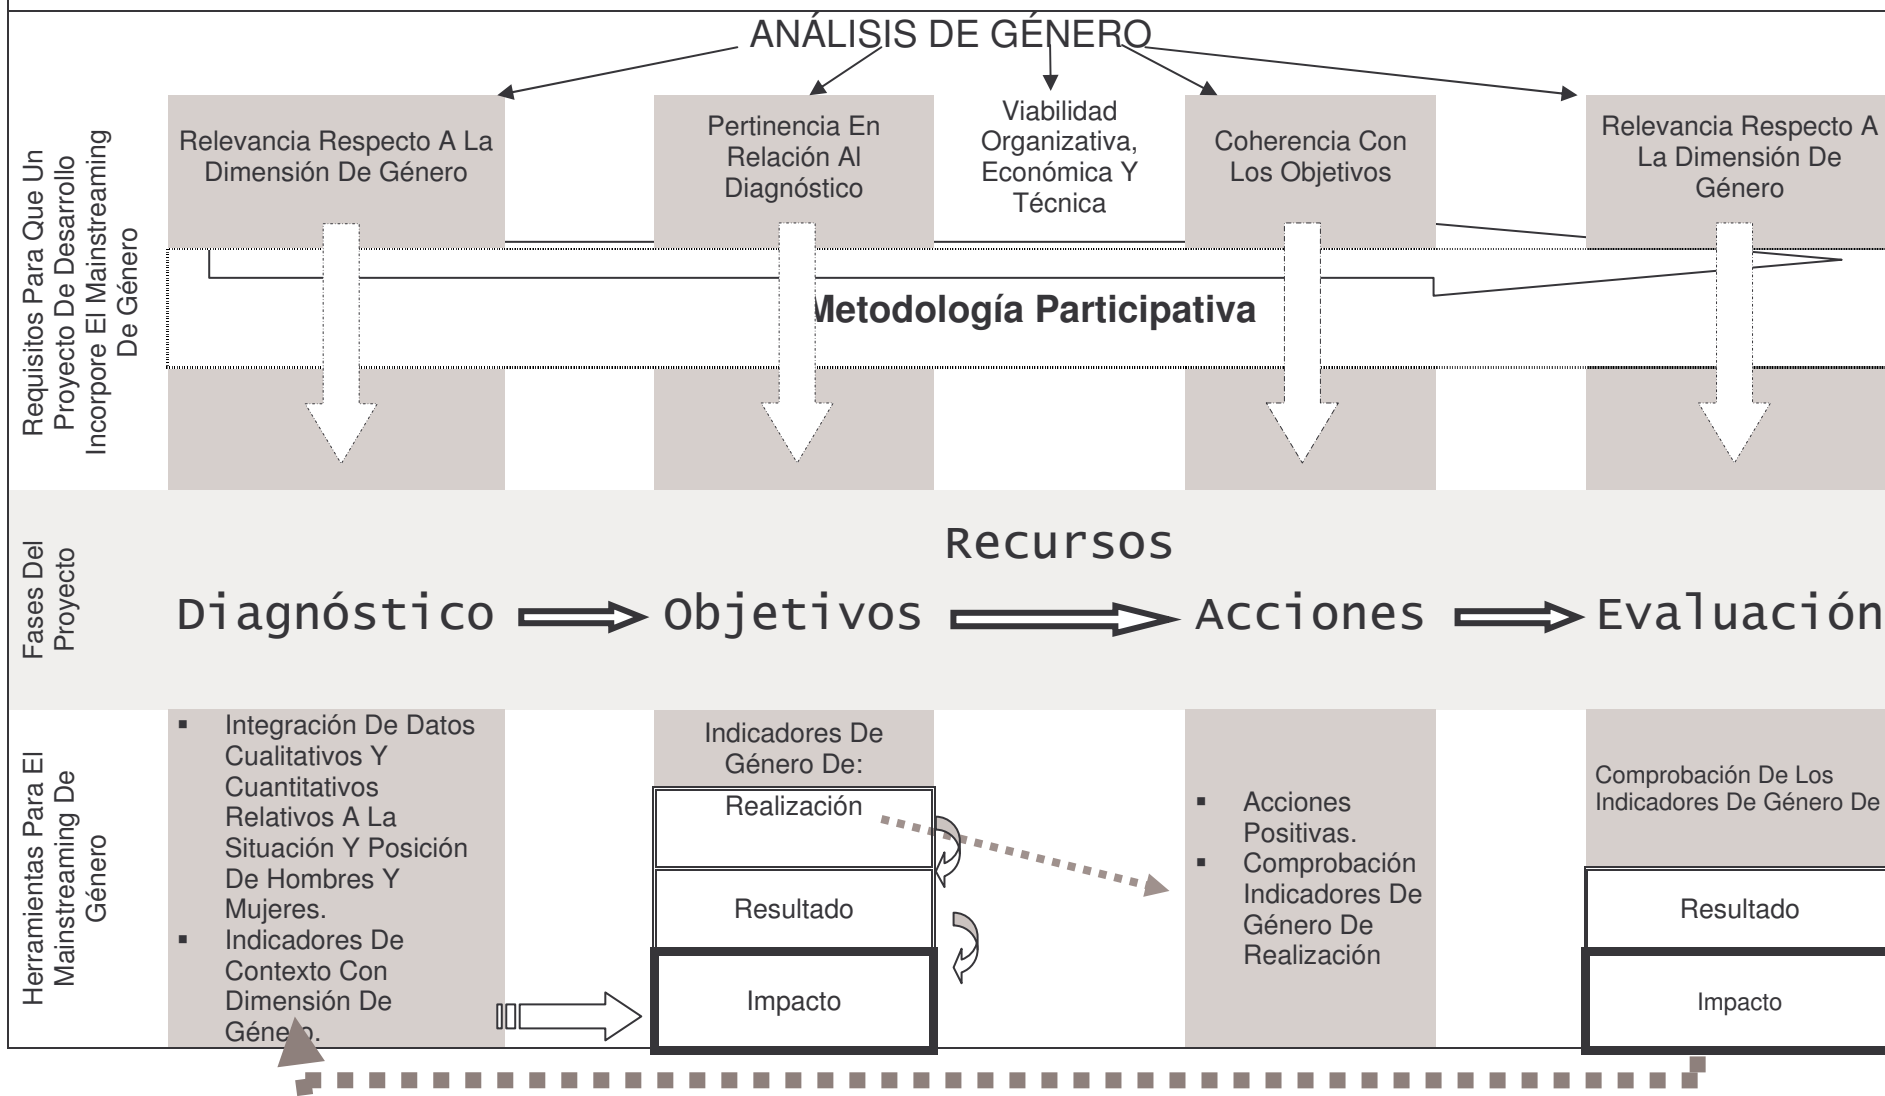 ANÁLISIS DE GÉNERO
Requisitos Para Que Un
Proyecto De Desarrollo
Incorpore El Mainstreaming
De Género
Relevancia Respecto A La
Dimensión De Género
Pertinencia En
Relación Al
Diagnóstico
Viabilidad
Organizativa,
Económica Y
Técnica
Coherencia Con
Los Objetivos
Relevancia Respecto A
La Dimensión De
Género
Metodología Participativa
Fases Del
Proyecto
Diagnóstico
Objetivos
Recursos
Acciones
Evaluación
Herramientas Para El
Mainstreaming De
Género
▪ Integración De Datos
Cualitativos Y
Cuantitativos
Relativos A La
Situación Y Posición
De Hombres Y
Mujeres.
▪ Indicadores De
Contexto Con
Dimensión De
Género.
Indicadores De
Género De:
Realización
Resultado
Impacto
▪ Acciones
Positivas.
▪ Comprobación
Indicadores De
Género De
Realización
Comprobación De Los
Indicadores De Género De
Resultado
Impacto